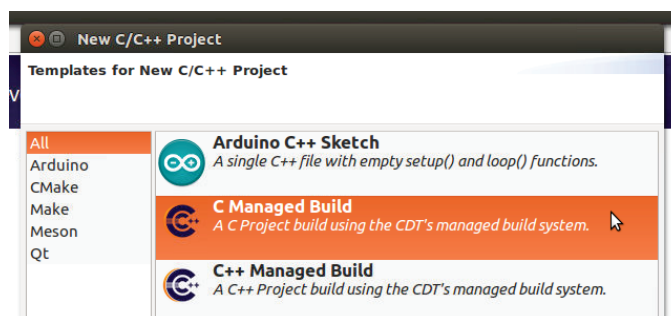 New C/C++ Project
Templates for New C/C++ Project
V
All
Arduino
CMake
Make
Meson
Qt
Arduino C++ Sketch
A single C++ file with empty setup() and loop() functions.
C Managed Build
A C Project build using the CDT's managed build system.
C++ Managed Build
A C++ Project build using the CDT's managed build system.